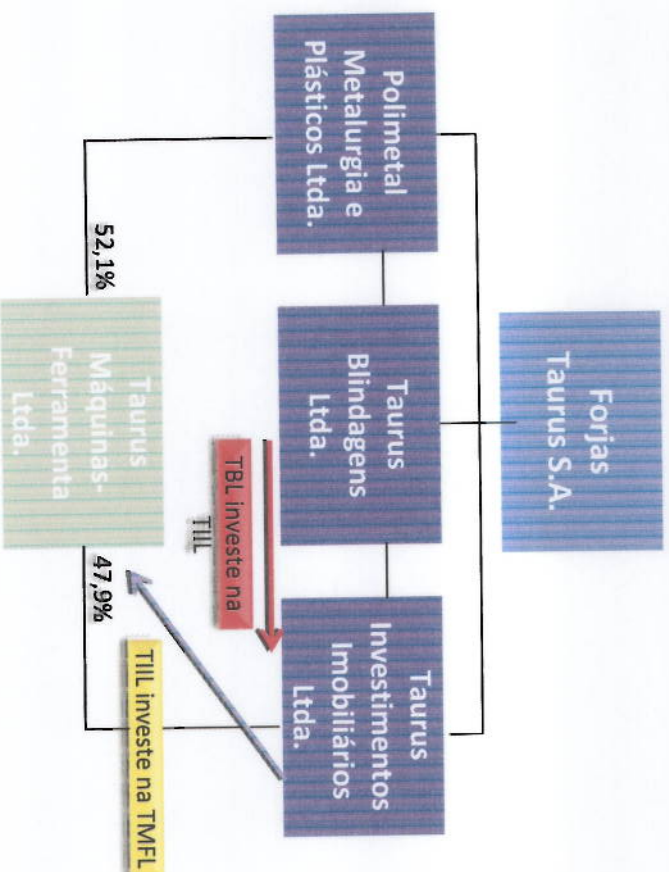 Forjas
Taurus S.A.
Polimetal
Metalurgia e
Plásticos Ltda.
Taurus
Blindagens
Ltda.
Taurus
Investimentos
Imobiliários
Ltda.
TBL investe na
TIIL
52,1%
Taurus
Máquinas-
Ferramenta
Ltda.
47,9%
TIIL investe na TMFL